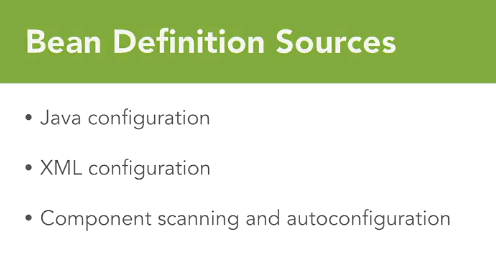 Bean Definition Sources
• Java configuration
• XML configuration
• Component scanning and autoconfiguration